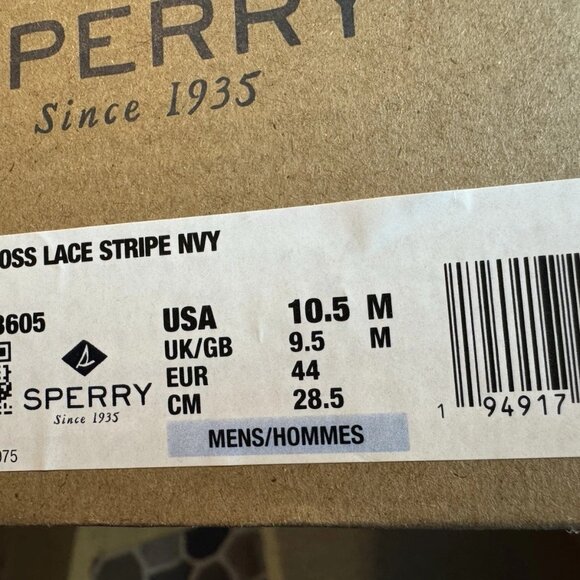 PERRY
Since 1935
OSS LACE STRIPE NVY
3605
USA 10.5 M
UK/GB 9.5 M
EUR 44
CM 28.5
SPERRY
Since 1935
MENS/HOMMES
1 94917
075